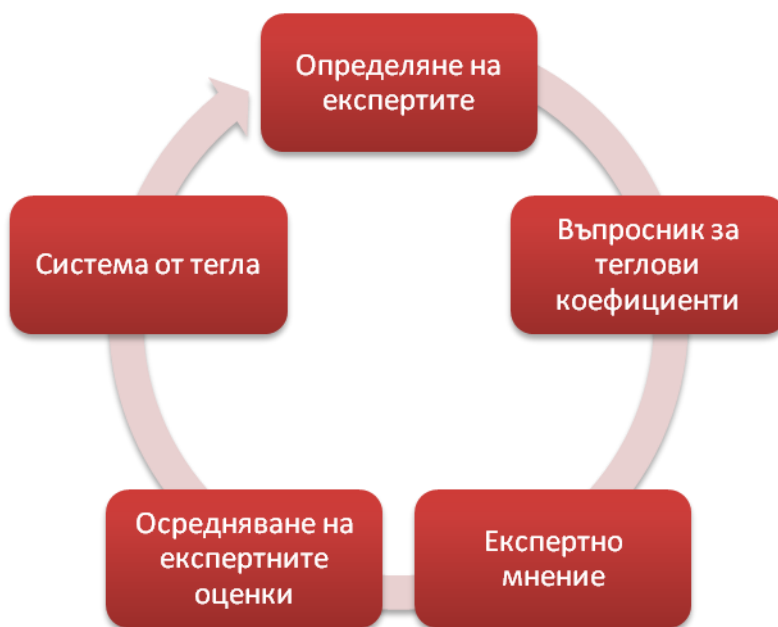 Определяне на
експертите
Въпросник за
теглови
коефициенти
Експертно
мнение
Осредняване на
експертните
оценки
Система от тегла